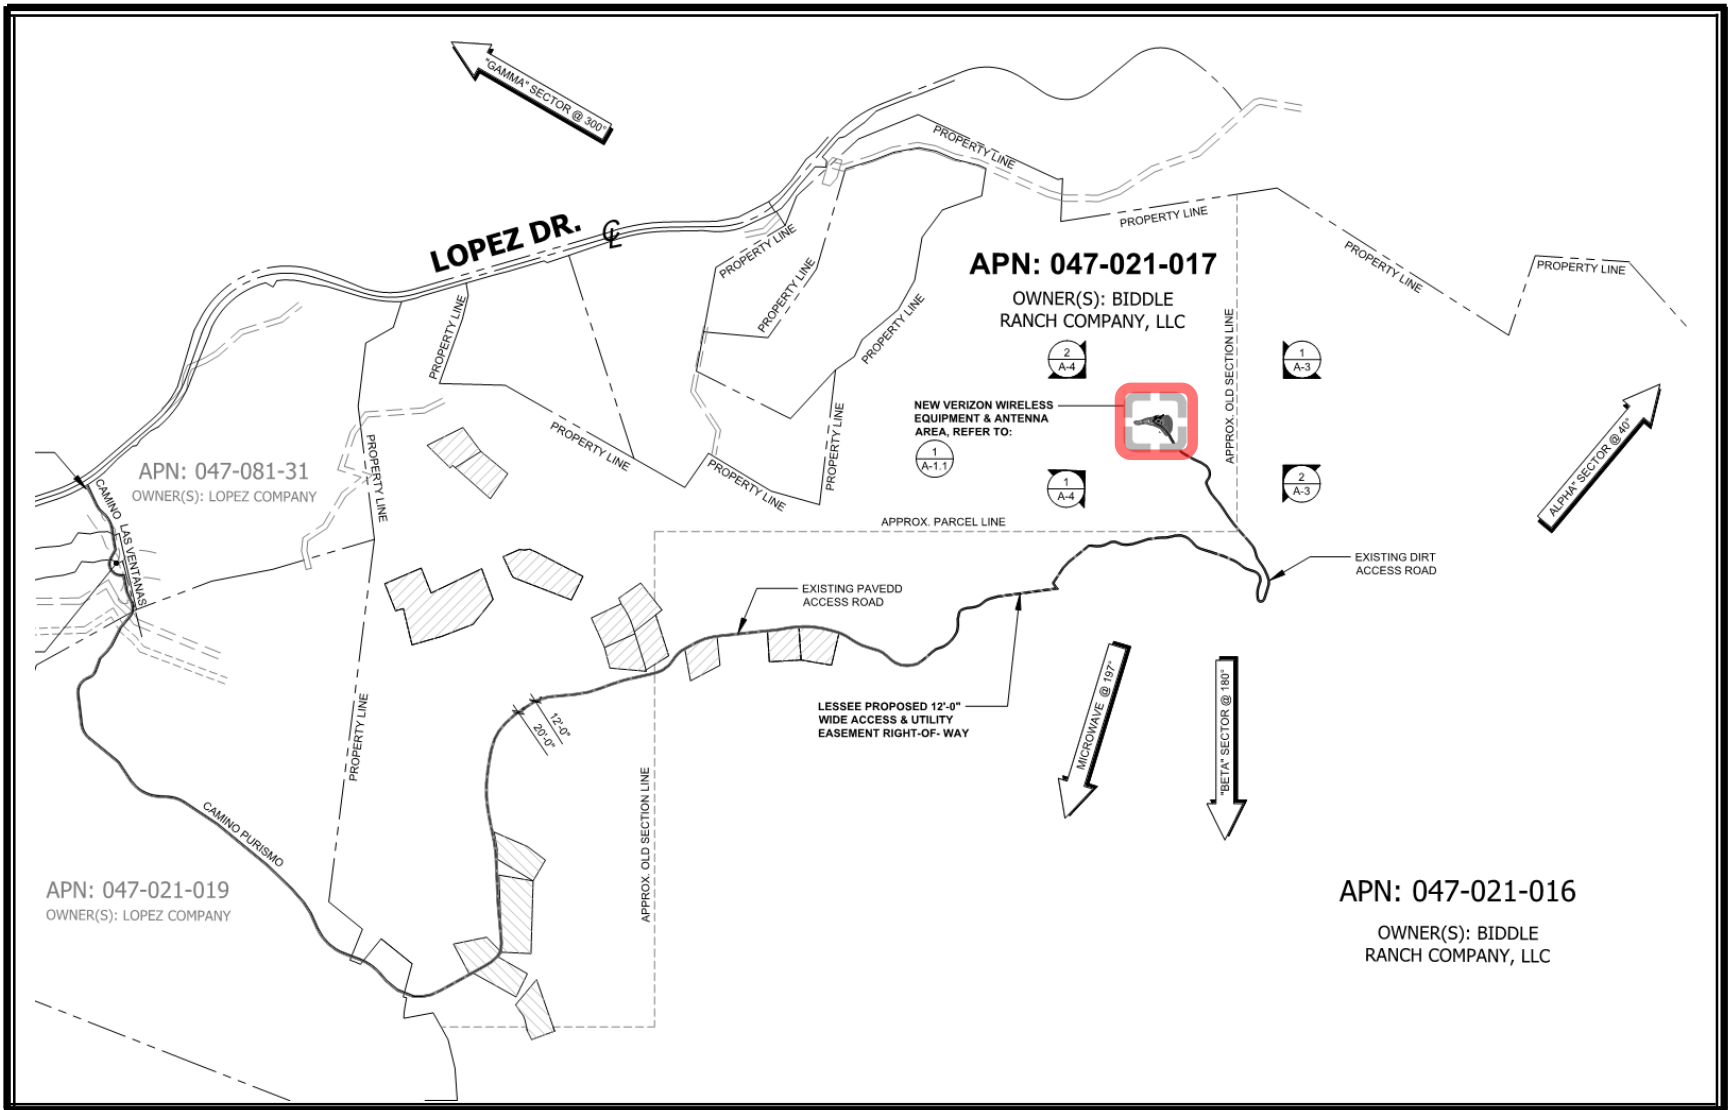 "GAMMA" SECTOR @ 300°
PROPERTY LINE
LOPEZ DR. ℄
PROPERTY LINE
PROPERTY LINE
PROPERTY LINE
PROPERTY LINE
PROPERTY LINE
APN: 047-021-017
OWNER(S): BIDDLE
RANCH COMPANY, LLC
PROPERTY LINE
PROPERTY LINE
PROPERTY LINE
APPROX. OLD SECTION LINE
2
A-4
1
A-3
NEW VERIZON WIRELESS
EQUIPMENT & ANTENNA
AREA, REFER TO:
1
A-1.1
1
A-4
2
A-3
ALPHA" SECTOR @ 40°
PROPERTY LINE
PROPERTY LINE
PROPERTY LINE
PROPERTY LINE
APN: 047-081-31
OWNER(S): LOPEZ COMPANY
CAMINO LAS VENTANAS
APPROX. PARCEL LINE
EXISTING DIRT
ACCESS ROAD
EXISTING PAVEDD
ACCESS ROAD
LESSEE PROPOSED 12'-0"
WIDE ACCESS & UTILITY
EASEMENT RIGHT-OF- WAY
MICROWAVE @ 197°
"BETA" SECTOR @ 180°
12'-0"
20'-0"
PROPERTY LINE
APPROX. OLD SECTION LINE
CAMINO PURISMO
APN: 047-021-019
OWNER(S): LOPEZ COMPANY
APN: 047-021-016
OWNER(S): BIDDLE
RANCH COMPANY, LLC